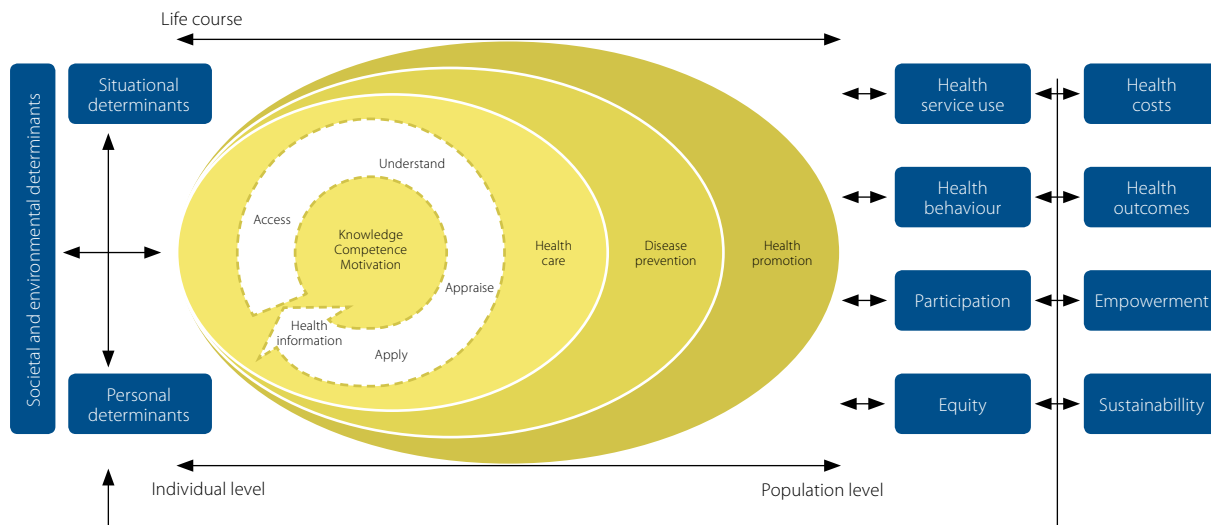 Life course
Societal and environmental determinants
Situational
determinants
Personal
determinants
Understand
Access
Knowledge
Competence
Motivation
Appraise
Health
information
Apply
Health
care
Disease
prevention
Health
promotion
Individual level
Population level
Health
service use
Health
costs
Health
behaviour
Health
outcomes
Participation
Empowerment
Equity
Sustainabillity